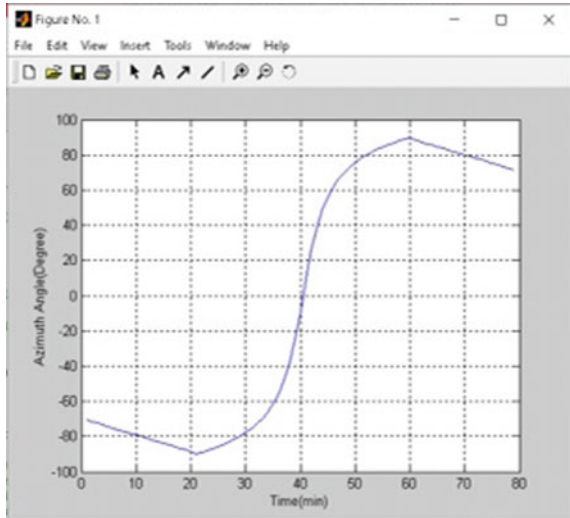 Figure No. 1
File Edit View Insert Tools Window Help
A
100
80
60
40
20
0
-20
-40
-60
-80
-100
Azimuth Angle(Degree)
0 10 20 30 40 50 60 70 80 90
Time(min)